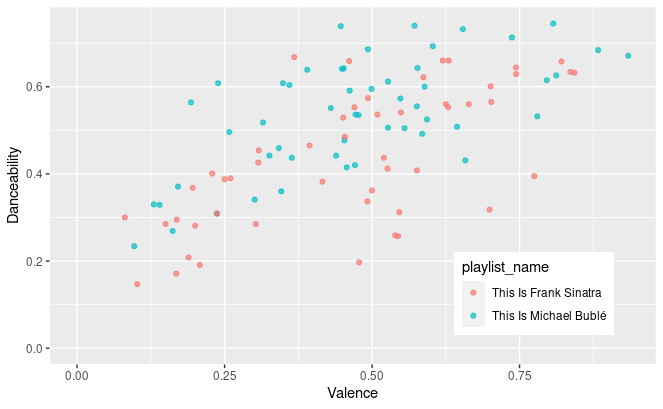 Danceability
0.6
0.4
0.2
0.0
playlist_name
This Is Frank Sinatra
This Is Michael Bublé
0.00 0.25 0.50 0.75
Valence